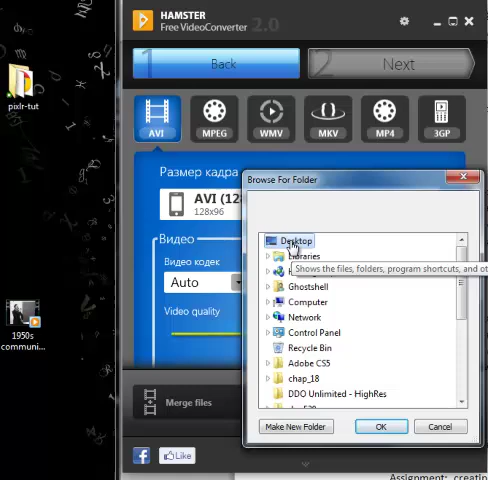 HAMSTER
Free VideoConverter 2.0
1 Back
2 Next
AVI
MPEG
WMV
MKV
MP4
3GP
Размер кадра
AVI (12
128x96
Видео
Видео кодек
Auto
Video quality
Merge files
Like
pixlr-tut
1950s
communi...
Browse For Folder
Desktop
Libraries
Shows the files, folders, program shortcuts, and ot
Ghostshell
Computer
Network
Control Panel
Recycle Bin
Adobe CS5
chap_18
DDO Unlimited - HighRes
Make New Folder
OK
Cancel
Assignment: creatin